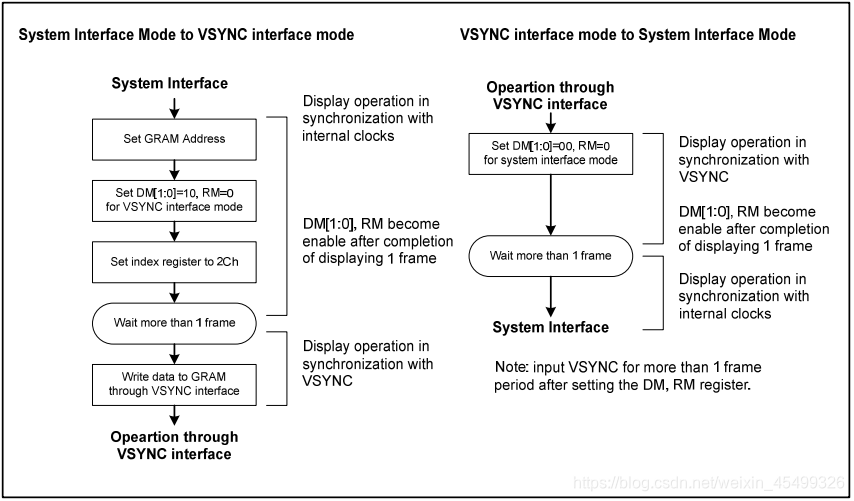 System Interface Mode to VSYNC interface mode
System Interface
Set GRAM Address
Set DM[1:0]=10, RM=0
for VSYNC interface mode
Set index register to 2Ch
Wait more than 1 frame
Write data to GRAM
through VSYNC interface
Opeartion through
VSYNC interface
Display operation in
synchronization with
internal clocks
DM[1:0], RM become
enable after completion
of displaying 1 frame
Display operation in
synchronization with
VSYNC
VSYNC interface mode to System Interface Mode
Opeartion through
VSYNC interface
Set DM[1:0]=00, RM=0
for system interface mode
Wait more than 1 frame
System Interface
Display operation in
synchronization with
VSYNC
DM[1:0], RM become
enable after completion
of displaying 1 frame
Display operation in
synchronization with
internal clocks
Note: input VSYNC for more than 1 frame
period after setting the DM, RM register.
https://blog.csdn.net/weixin_45499326